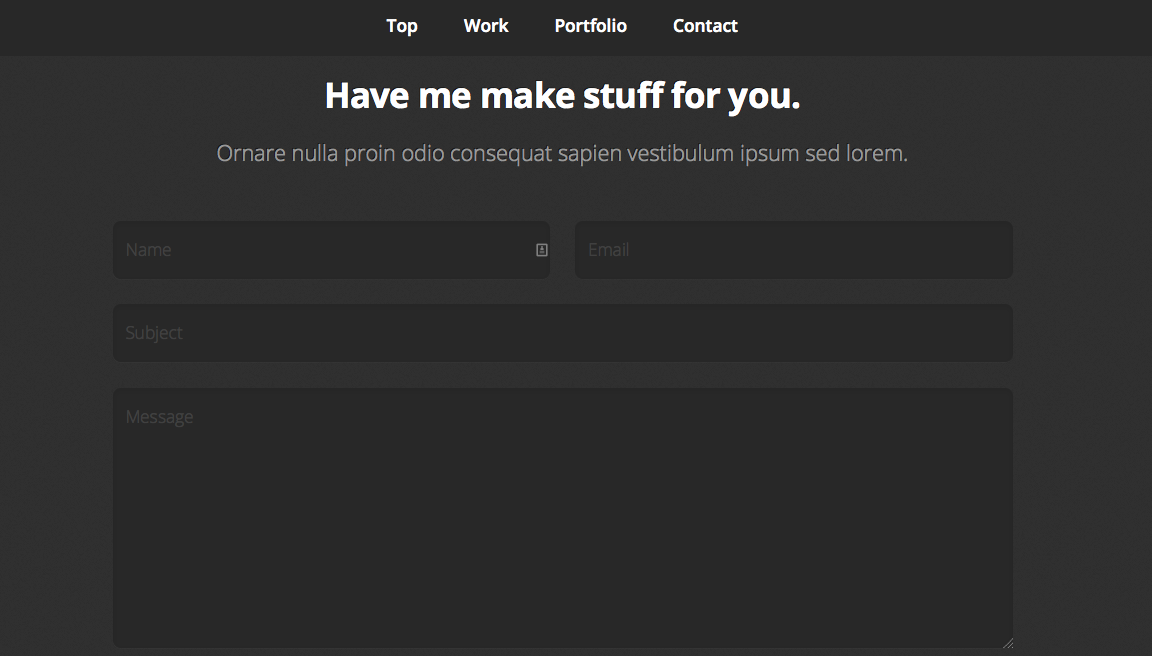 Top Work Portfolio Contact
Have me make stuff for you.
Ornare nulla proin odio consequat sapien vestibulum ipsum sed lorem.
Name Email
Subject
Message